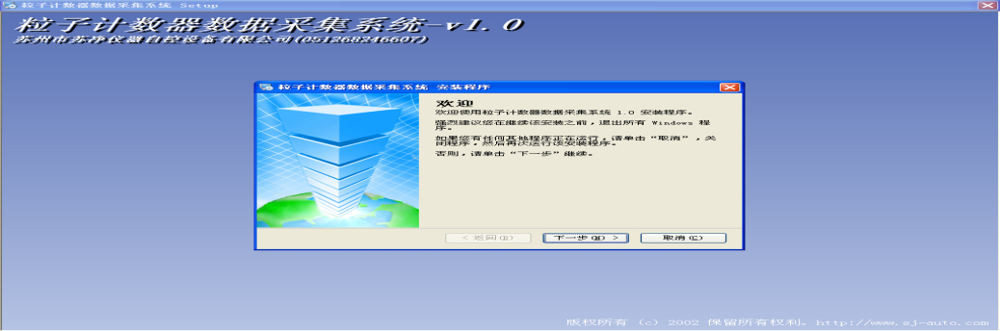 粒子计数器数据采集系统 Setup
粒子计数器数据采集系统-v1.0
苏州市苏净仪器自控设备有限公司(051268246607)
粒子计数器数据采集系统 安装程序
欢迎
欢迎使用粒子计数器数据采集系统 1.0 安装程序。
强烈建议您在继续该安装之前，退出所有 Windows 程
序。
如果您有任何其他程序正在运行，请单击“取消”，关
闭程序，然后再次运行该安装程序。
否则，请单击“下一步”继续。
< 返回(B)
下一步(N) >
取消(C)
版权所有 (c) 2002 保留所有权利。http://www.sj-auto.com